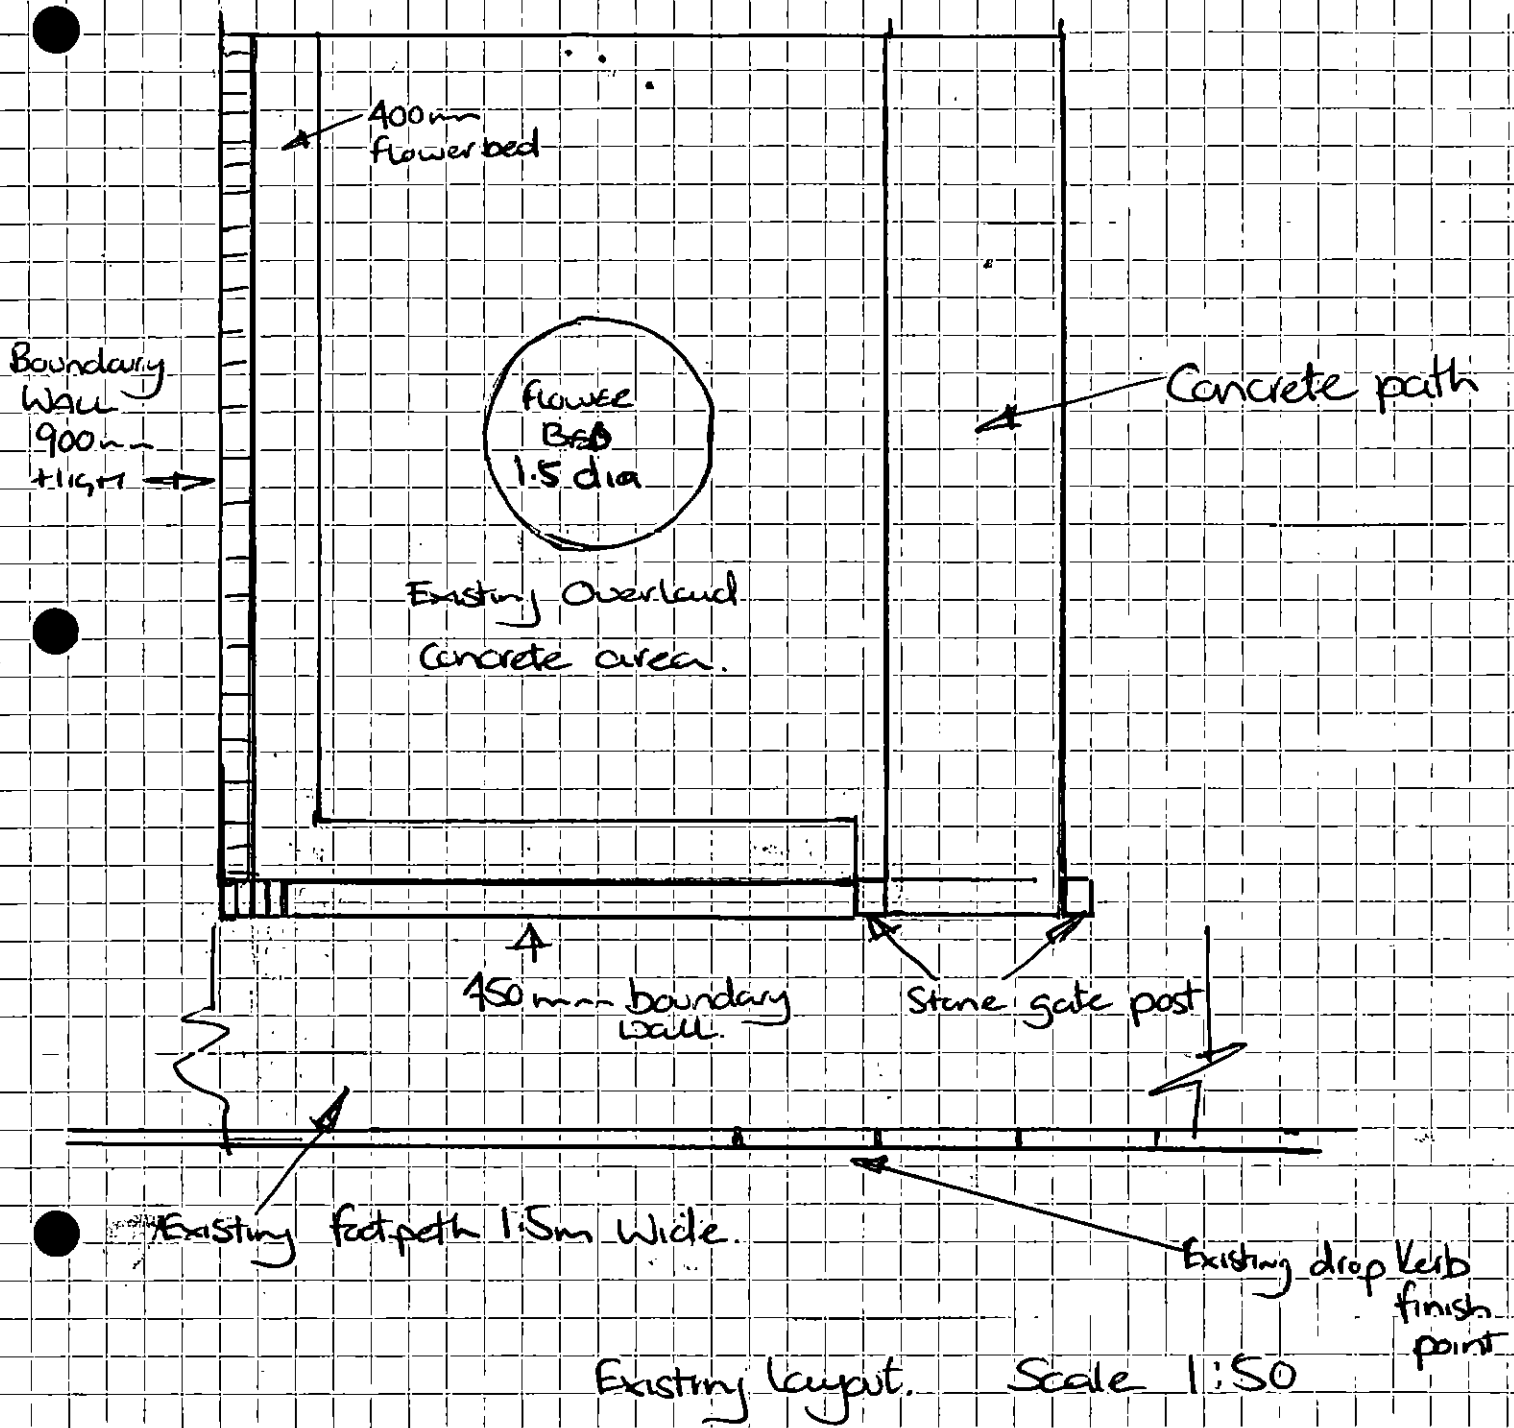 400mm
flowerbed
Boundary
WALL
900mm
HIGH
Concrete path
FLOWER
BED
1.5 dia
Existing Overlaid
Concrete area.
450mm boundary
wall.
Stone gate post
Existing footpath 1.5m Wide.
Existing drop Kerb
finish
point
Existing Layout. Scale 1:50